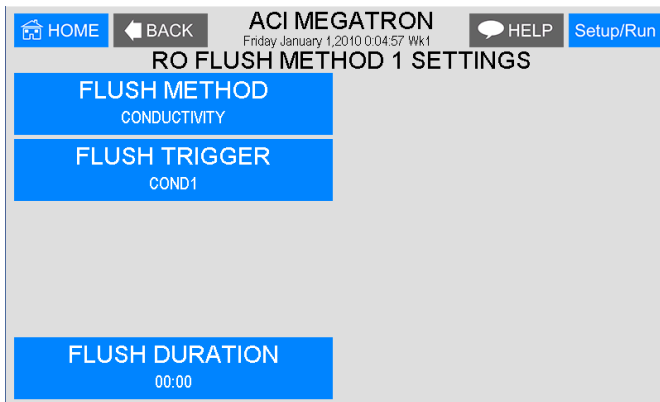 HOME
BACK
ACI MEGATRON
Friday January 1,2010 0:04:57 Wk1
HELP
Setup/Run
RO FLUSH METHOD 1 SETTINGS
FLUSH METHOD
CONDUCTIVITY
FLUSH TRIGGER
COND1
FLUSH DURATION
00:00